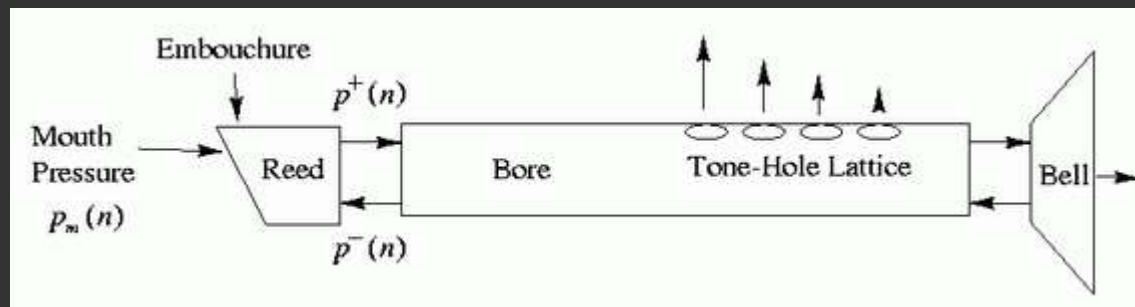 Embouchure
p⁺(n)
Mouth
Pressure
pₘ(n)
Reed
Bore
Tone-Hole Lattice
Bell
p⁻(n)